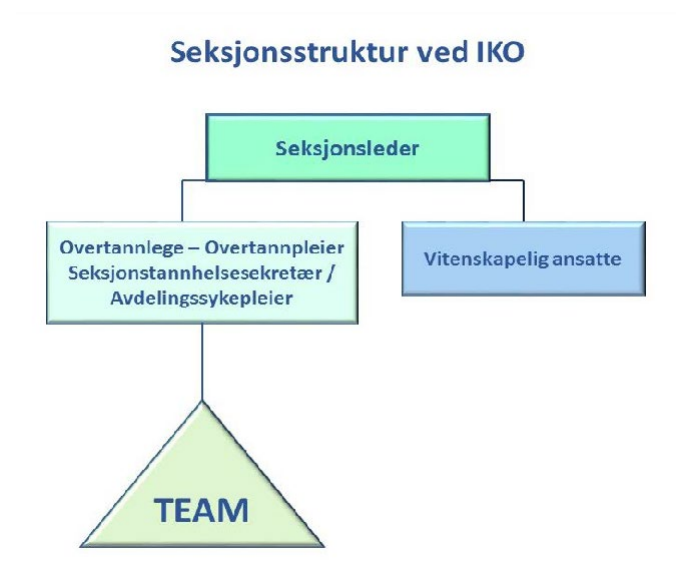 Seksjonsstruktur ved IKO
Seksjonsleder
Overtannlege – Overtannpleier
Seksjonstannhelsesekretær /
Avdelingssykepleier
Vitenskapelig ansatte
TEAM